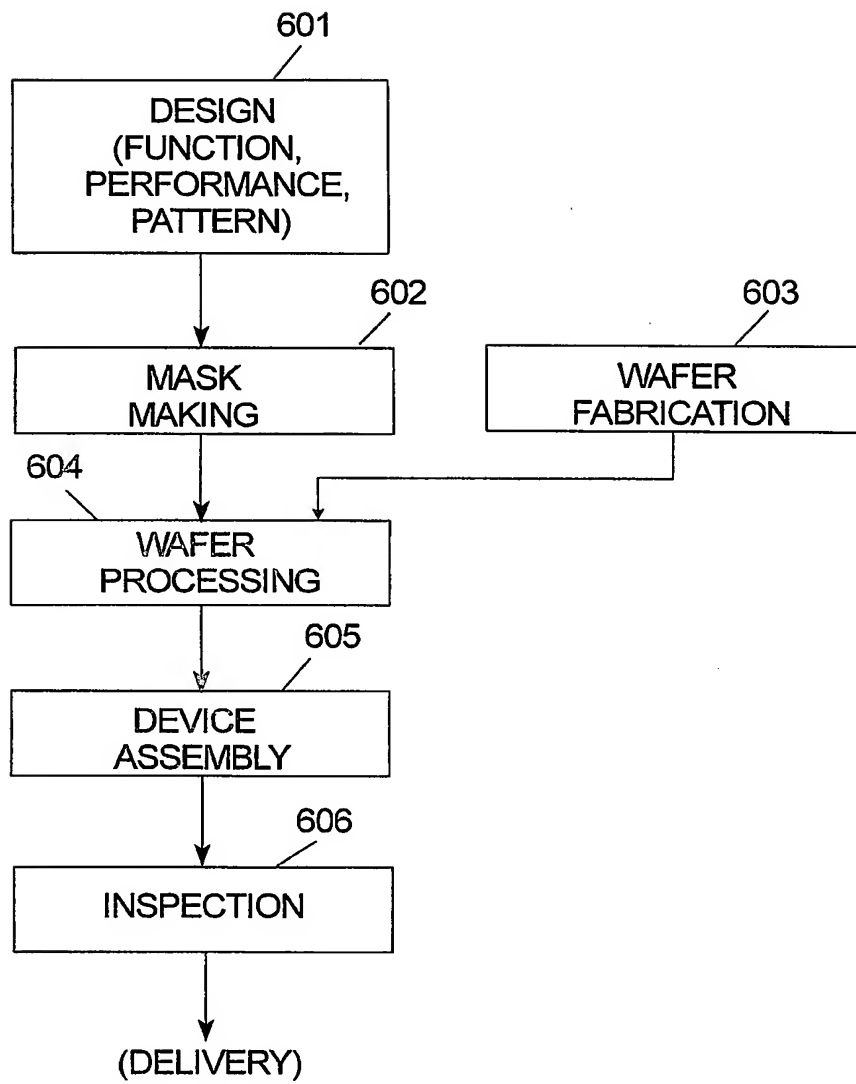 601
DESIGN
(FUNCTION,
PERFORMANCE,
PATTERN)
602
MASK
MAKING
603
WAFER
FABRICATION
604
WAFER
PROCESSING
605
DEVICE
ASSEMBLY
606
INSPECTION
(DELIVERY)